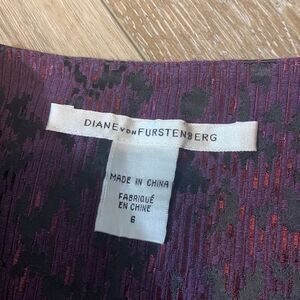 DIANE VON FURSTENBERG
MADE IN CHINA
FABRIQUÉ
EN CHINE
6